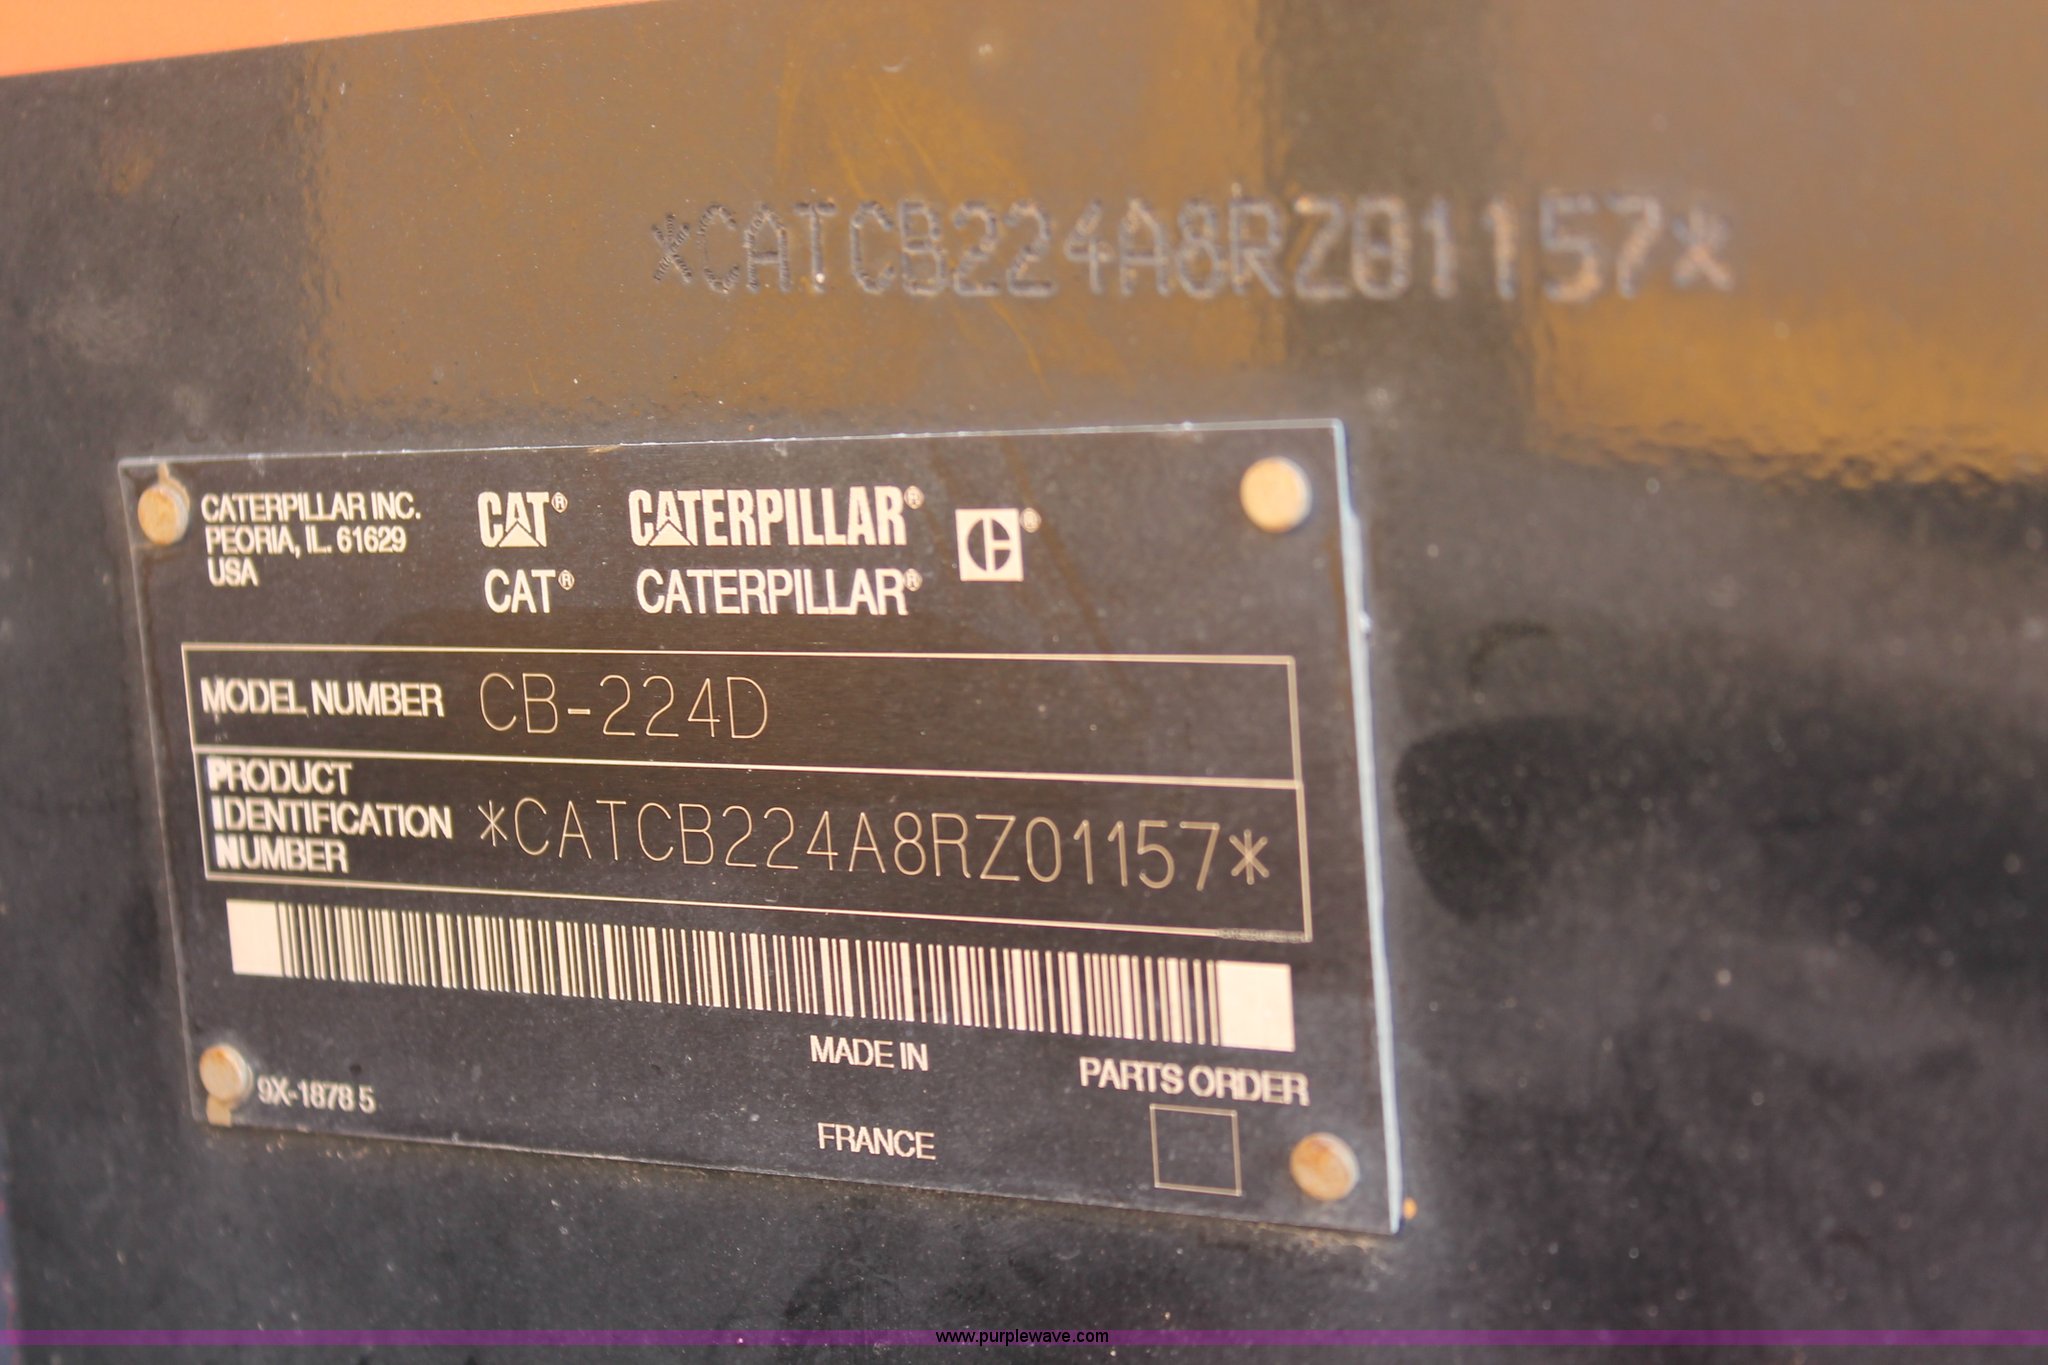 *CATCB224A8RZ01157*
CATERPILLAR INC.
PEORIA, IL. 61629
USA
CAT® CATERPILLAR® CE®
CAT® CATERPILLAR®
MODEL NUMBER CB-224D
PRODUCT
IDENTIFICATION
NUMBER
*CATCB224A8RZ01157*
MADE IN
PARTS ORDER
9X-1878 5
FRANCE
www.purplewave.com